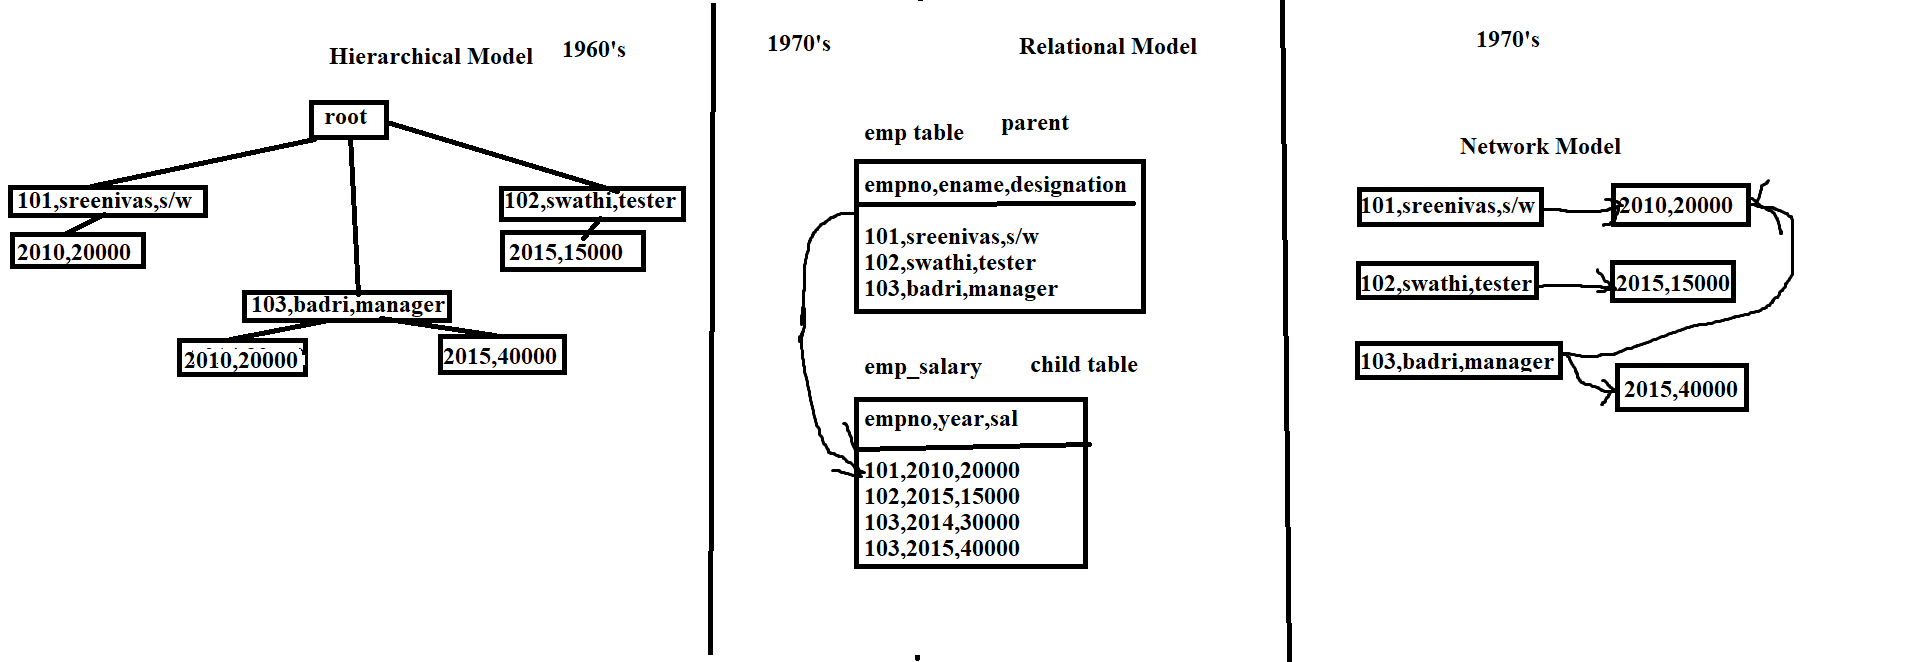 Hierarchical Model 1960's
root
101,sreenivas,s/w
2010,20000
102,swathi,tester
2015,15000
103,badri,manager
2010,20000
2015,40000
1970's Relational Model
emp table parent
empno,ename,designation
101,sreenivas,s/w
102,swathi,tester
103,badri,manager
emp_salary child table
empno,year,sal
101,2010,20000
102,2015,15000
103,2014,30000
103,2015,40000
1970's
Network Model
101,sreenivas,s/w
2010,20000
102,swathi,tester
2015,15000
103,badri,manager
2015,40000